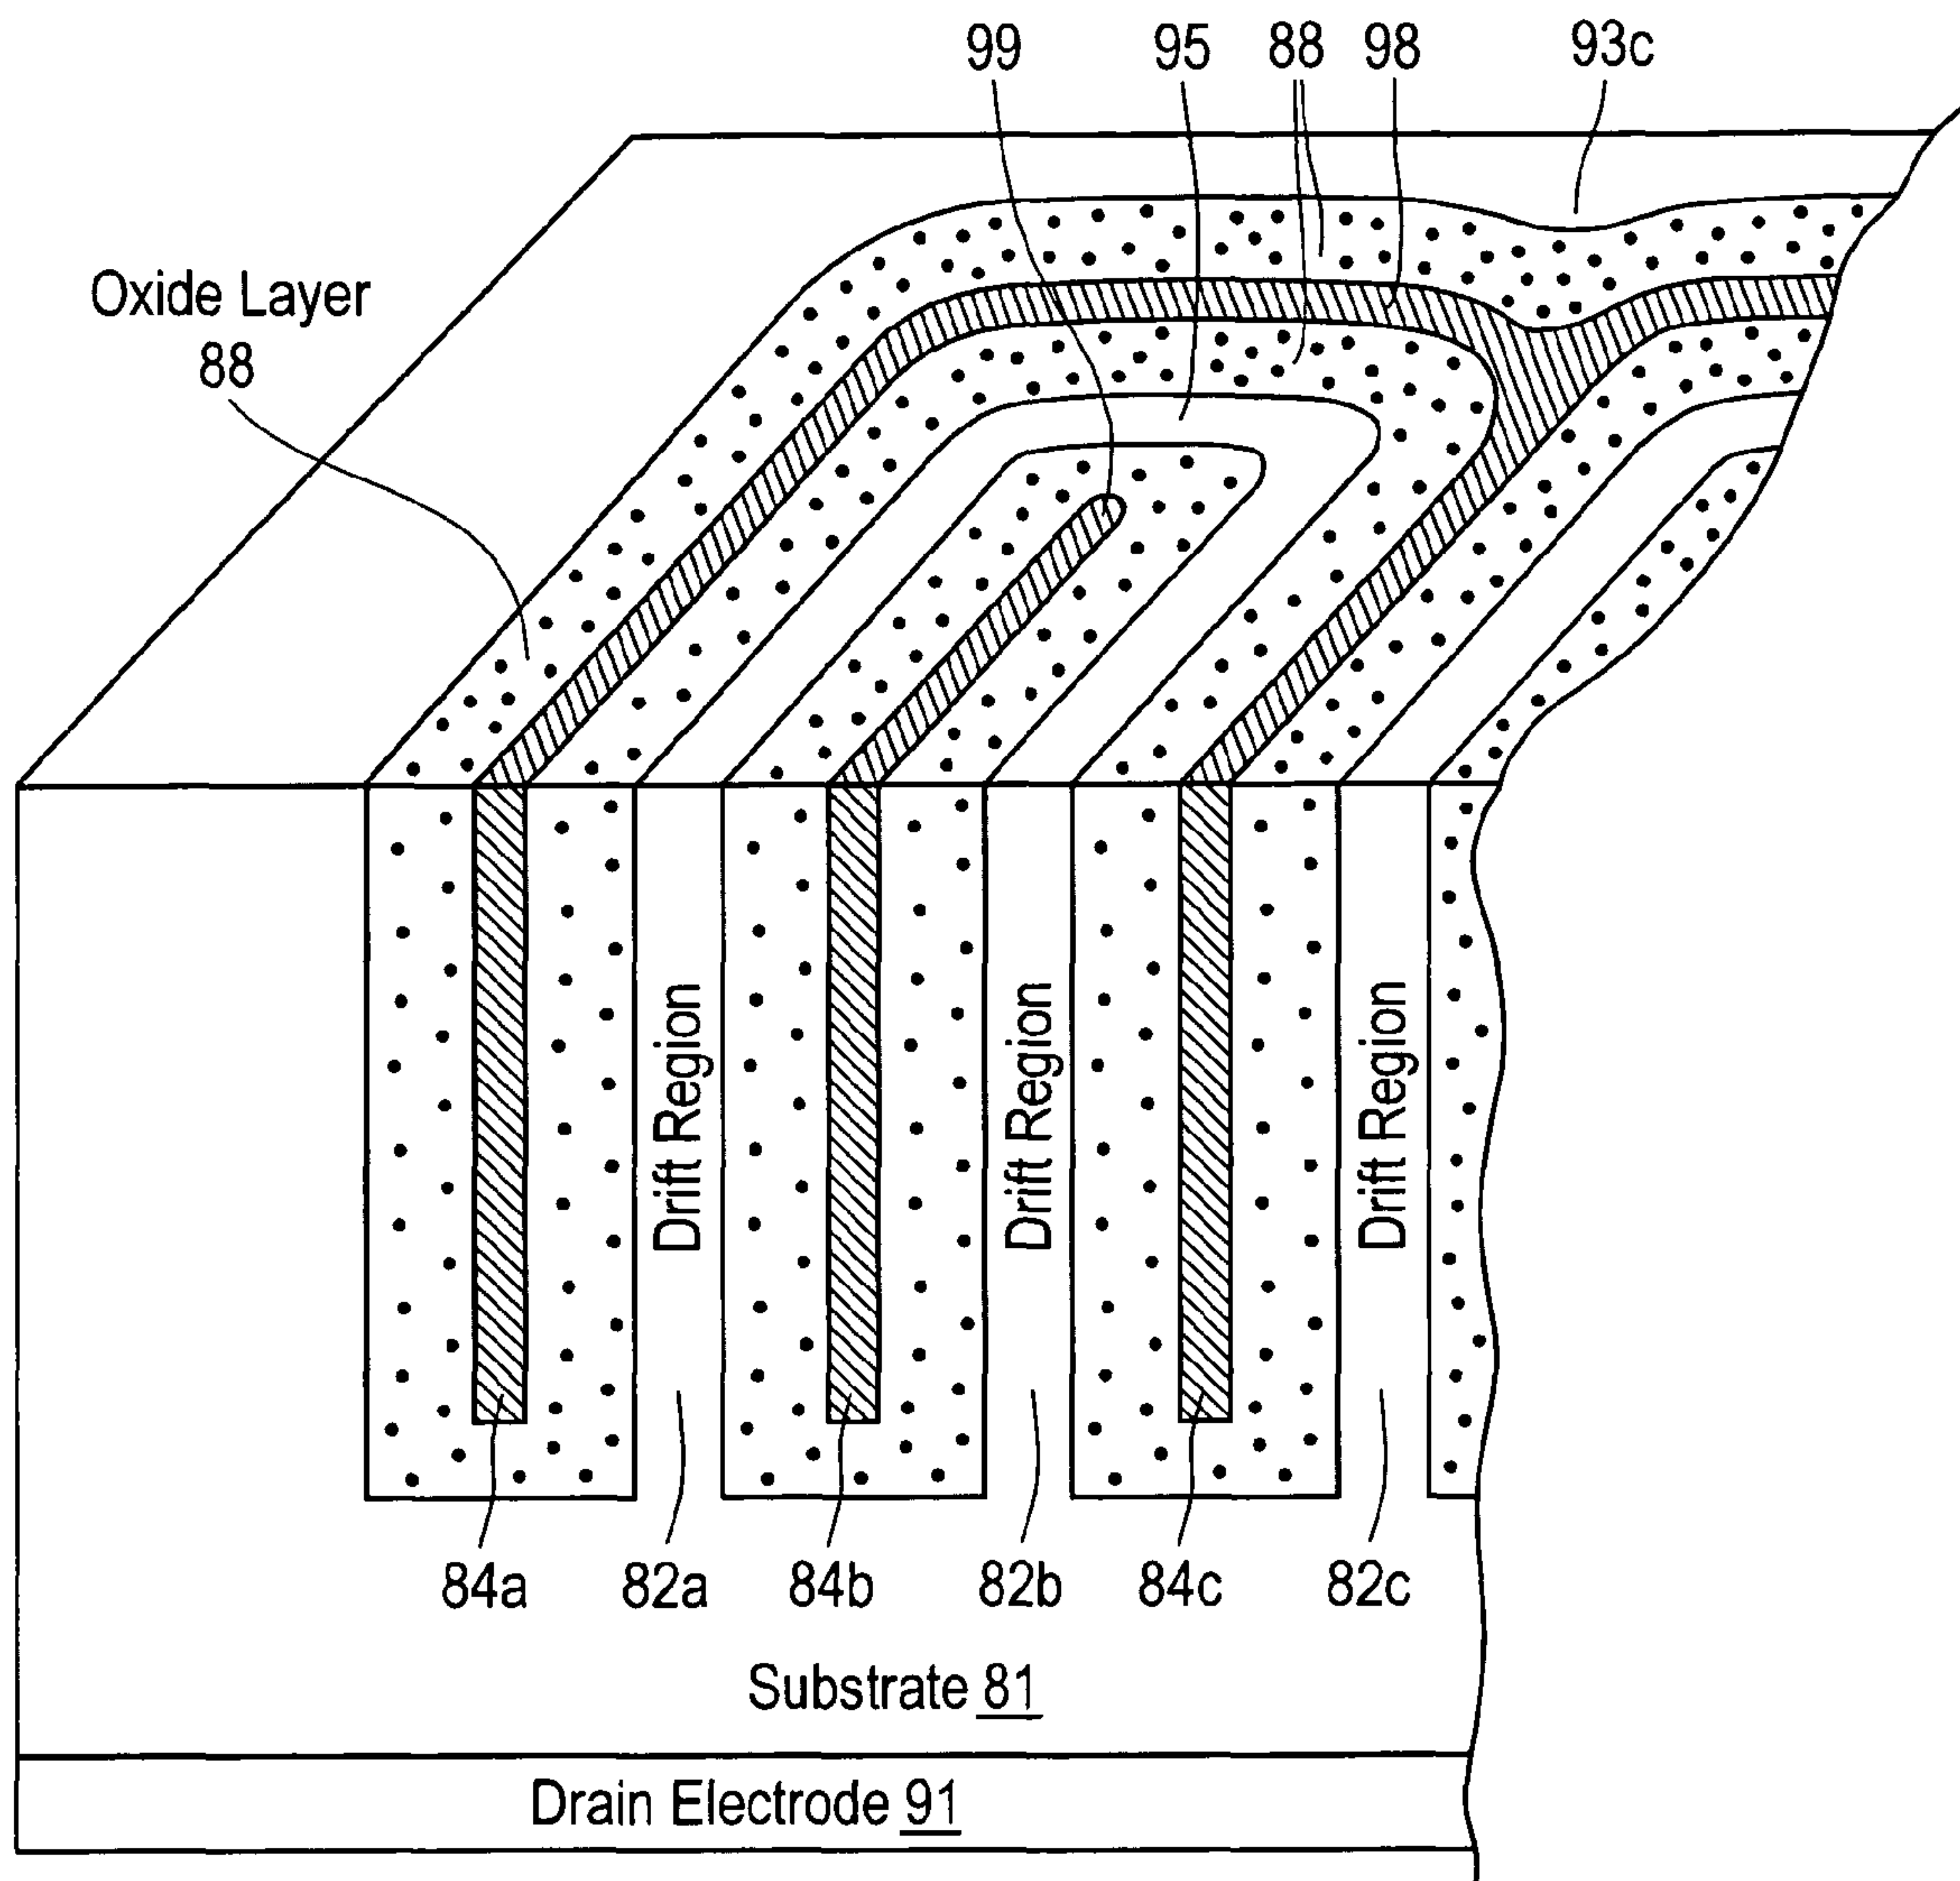 99 95 88 98 93c
Oxide Layer
88
Drift Region
Drift Region
Drift Region
84a 82a 84b 82b 84c 82c
Substrate 81
Drain Electrode 91